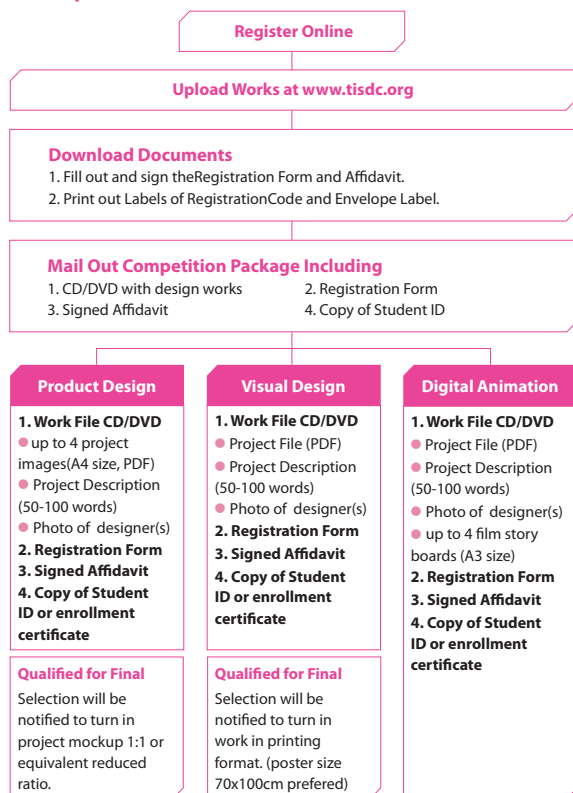 Register Online
Upload Works at www.tisdc.org
Download Documents
1. Fill out and sign theRegistration Form and Affidavit.
2. Print out Labels of RegistrationCode and Envelope Label.
Mail Out Competition Package Including
1. CD/DVD with design works 2. Registration Form
3. Signed Affidavit 4. Copy of Student ID
Product Design
1. Work File CD/DVD
● up to 4 project
images(A4 size, PDF)
● Project Description
(50-100 words)
● Photo of designer(s)
2. Registration Form
3. Signed Affidavit
4. Copy of Student
ID or enrollment
certificate
Qualified for Final
Selection will be
notified to turn in
project mockup 1:1 or
equivalent reduced
ratio.
Visual Design
1. Work File CD/DVD
● Project File (PDF)
● Project Description
(50-100 words)
● Photo of designer(s)
2. Registration Form
3. Signed Affidavit
4. Copy of Student
ID or enrollment
certificate
Qualified for Final
Selection will be
notified to turn in
work in printing
format. (poster size
70x100cm prefered)
Digital Animation
1. Work File CD/DVD
● Project File (PDF)
● Project Description
(50-100 words)
● Photo of designer(s)
● up to 4 film story
boards (A3 size)
2. Registration Form
3. Signed Affidavit
4. Copy of Student
ID or enrollment
certificate